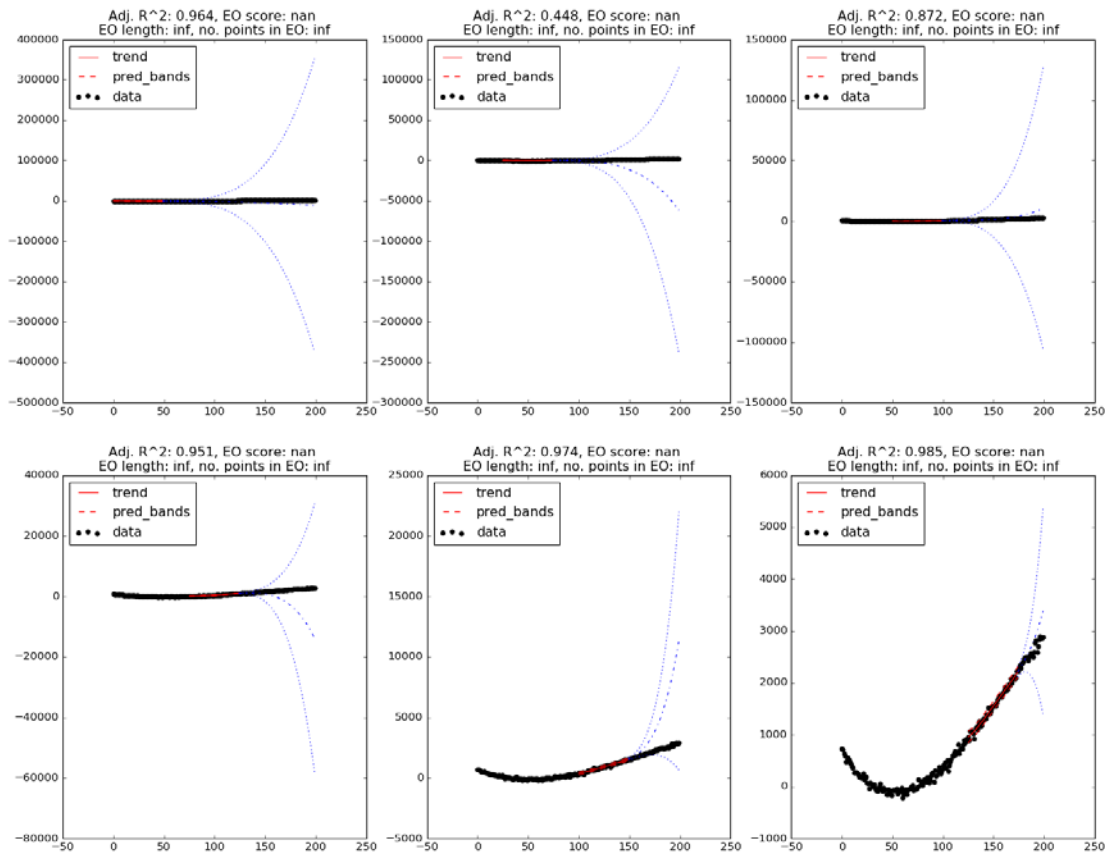 Adj. R^2: 0.964, EO score: nan
EO length: inf, no. points in EO: inf
400000
300000
200000
100000
0
−100000
−200000
−300000
−400000
−500000
−50 0 50 100 150 200 250
trend
pred_bands
data
Adj. R^2: 0.448, EO score: nan
EO length: inf, no. points in EO: inf
150000
100000
50000
0
−50000
−100000
−150000
−200000
−250000
−300000
−50 0 50 100 150 200 250
trend
pred_bands
data
Adj. R^2: 0.872, EO score: nan
EO length: inf, no. points in EO: inf
150000
100000
50000
0
−50000
−100000
−150000
−50 0 50 100 150 200 250
trend
pred_bands
data
Adj. R^2: 0.951, EO score: nan
EO length: inf, no. points in EO: inf
40000
20000
0
−20000
−40000
−60000
−80000
−50 0 50 100 150 200 250
trend
pred_bands
data
Adj. R^2: 0.974, EO score: nan
EO length: inf, no. points in EO: inf
25000
20000
15000
10000
5000
0
−5000
−50 0 50 100 150 200 250
trend
pred_bands
data
Adj. R^2: 0.985, EO score: nan
EO length: inf, no. points in EO: inf
6000
5000
4000
3000
2000
1000
0
−1000
−50 0 50 100 150 200 250
trend
pred_bands
data